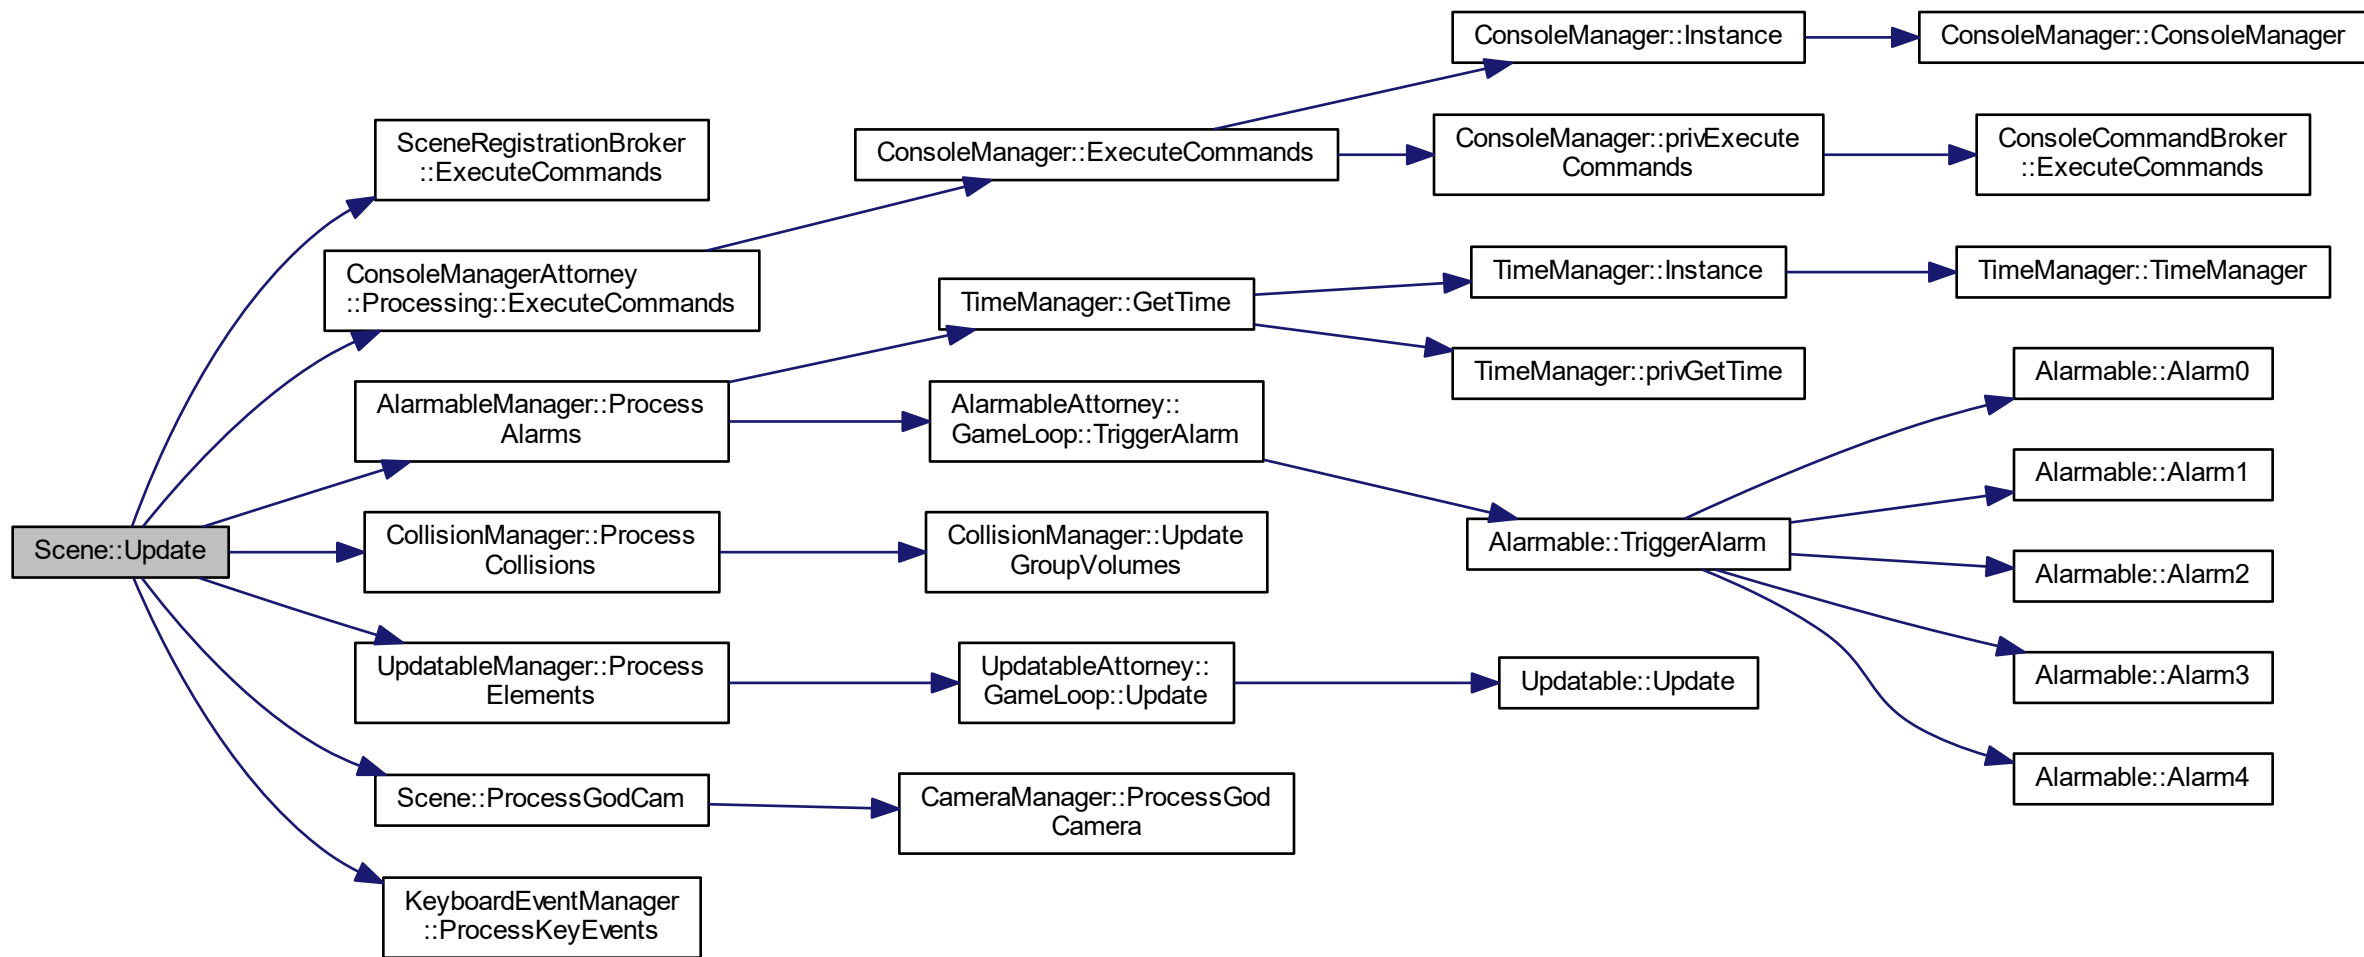 Scene::Update
SceneRegistrationBroker
::ExecuteCommands
ConsoleManagerAttorney
::Processing::ExecuteCommands
AlarmableManager::Process
Alarms
CollisionManager::Process
Collisions
UpdatableManager::Process
Elements
Scene::ProcessGodCam
KeyboardEventManager
::ProcessKeyEvents
ConsoleManager::ExecuteCommands
TimeManager::GetTime
AlarmableAttorney::
GameLoop::TriggerAlarm
CollisionManager::Update
GroupVolumes
UpdatableAttorney::
GameLoop::Update
CameraManager::ProcessGod
Camera
ConsoleManager::Instance
ConsoleManager::privExecute
Commands
TimeManager::Instance
TimeManager::privGetTime
Alarmable::TriggerAlarm
Updatable::Update
ConsoleManager::ConsoleManager
ConsoleCommandBroker
::ExecuteCommands
TimeManager::TimeManager
Alarmable::Alarm0
Alarmable::Alarm1
Alarmable::Alarm2
Alarmable::Alarm3
Alarmable::Alarm4